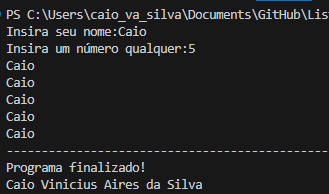 PS C:\Users\caio_va_silva\Documents\GitHub\Lis
Insira seu nome:Caio
Insira um número qualquer:5
Caio
Caio
Caio
Caio
Caio
--------------------------------------------
Programa finalizado!
Caio Vinicius Aires da Silva